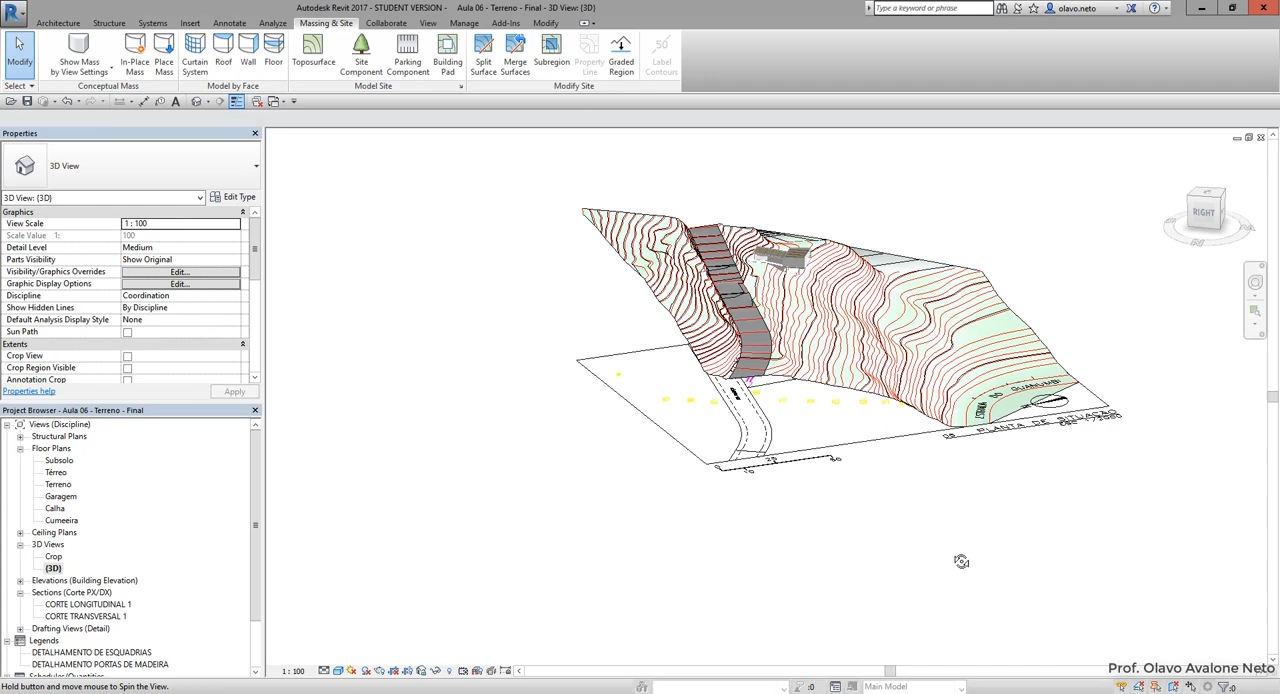 Autodesk Revit 2017 - STUDENT VERSION - Aula 06 - Terreno - Final - 3D View: {3D}
Type a keyword or phrase
olavo.neto
Architecture Structure Systems Insert Annotate Analyze Massing & Site Collaborate View Manage Add-Ins Modify
Modify
Show Mass
by View Settings
In-Place
Mass
Place
Mass
Curtain
System
Roof
Wall
Floor
Toposurface
Site
Component
Parking
Component
Building
Pad
Split
Surface
Merge
Surfaces
Subregion
Property
Line
Graded
Region
50
Label
Contours
Select
Conceptual Mass
Model by Face
Model Site
Modify Site
Properties
3D View
3D View: {3D}
Edit Type
Graphics
View Scale 1 : 100
Scale Value 1: 100
Detail Level Medium
Parts Visibility Show Original
Visibility/Graphics Overrides Edit...
Graphic Display Options Edit...
Discipline Coordination
Show Hidden Lines By Discipline
Default Analysis Display Style None
Sun Path
Extents
Crop View
Crop Region Visible
Annotation Crop
Properties help
Apply
Project Browser - Aula 06 - Terreno - Final
Views (Discipline)
Structural Plans
Floor Plans
Subsolo
Térreo
Terreno
Garagem
Calha
Cumeeira
Ceiling Plans
3D Views
Crop
{3D}
Elevations (Building Elevation)
Sections (Corte PX/DX)
CORTE LONGITUDINAL 1
CORTE TRANSVERSAL 1
Drafting Views (Detail)
Legends
DETALHAMENTO DE ESQUADRIAS
DETALHAMENTO PORTAS DE MADEIRA
Schedules/Quantities
RIGHT
GUANUMBI
PLANTA DE SITUAÇÃO
1 : 100
Prof. Olavo Avalone Neto
Hold button and move mouse to Spin the View.
:0
Main Model
:0